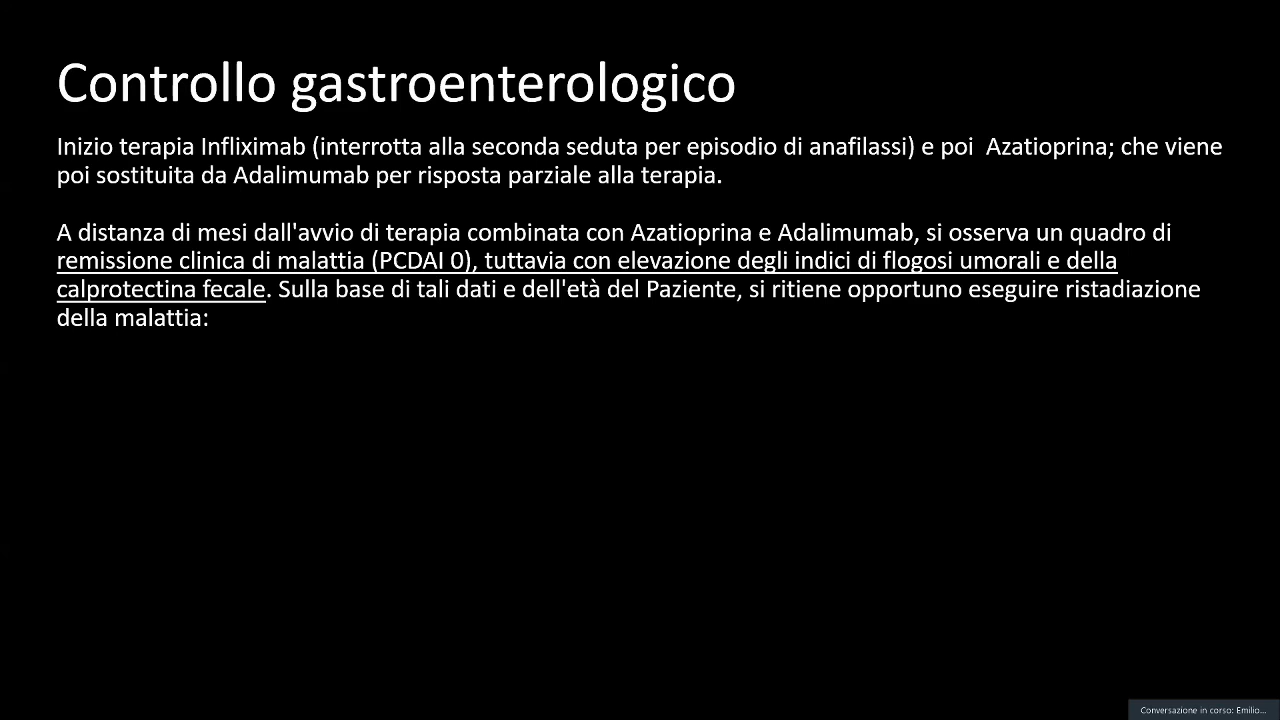 Controllo gastroenterologico
Inizio terapia Infliximab (interrotta alla seconda seduta per episodio di anafilassi) e poi  Azatioprina; che viene
poi sostituita da Adalimumab per risposta parziale alla terapia.
A distanza di mesi dall'avvio di terapia combinata con Azatioprina e Adalimumab, si osserva un quadro di
remissione clinica di malattia (PCDAI 0), tuttavia con elevazione degli indici di flogosi umorali e della
calprotectina fecale. Sulla base di tali dati e dell'età del Paziente, si ritiene opportuno eseguire ristadiazione
della malattia:
Conversazione in corso: Emilio...